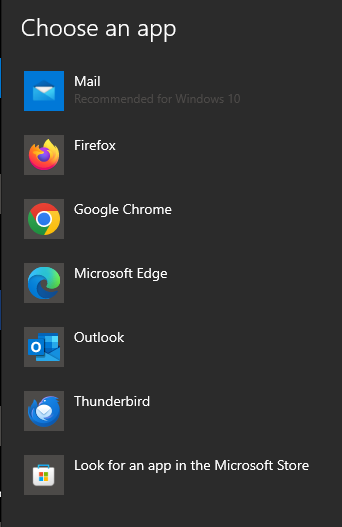 Choose an app
Mail
Recommended for Windows 10
Firefox
Google Chrome
Microsoft Edge
Outlook
Thunderbird
Look for an app in the Microsoft Store